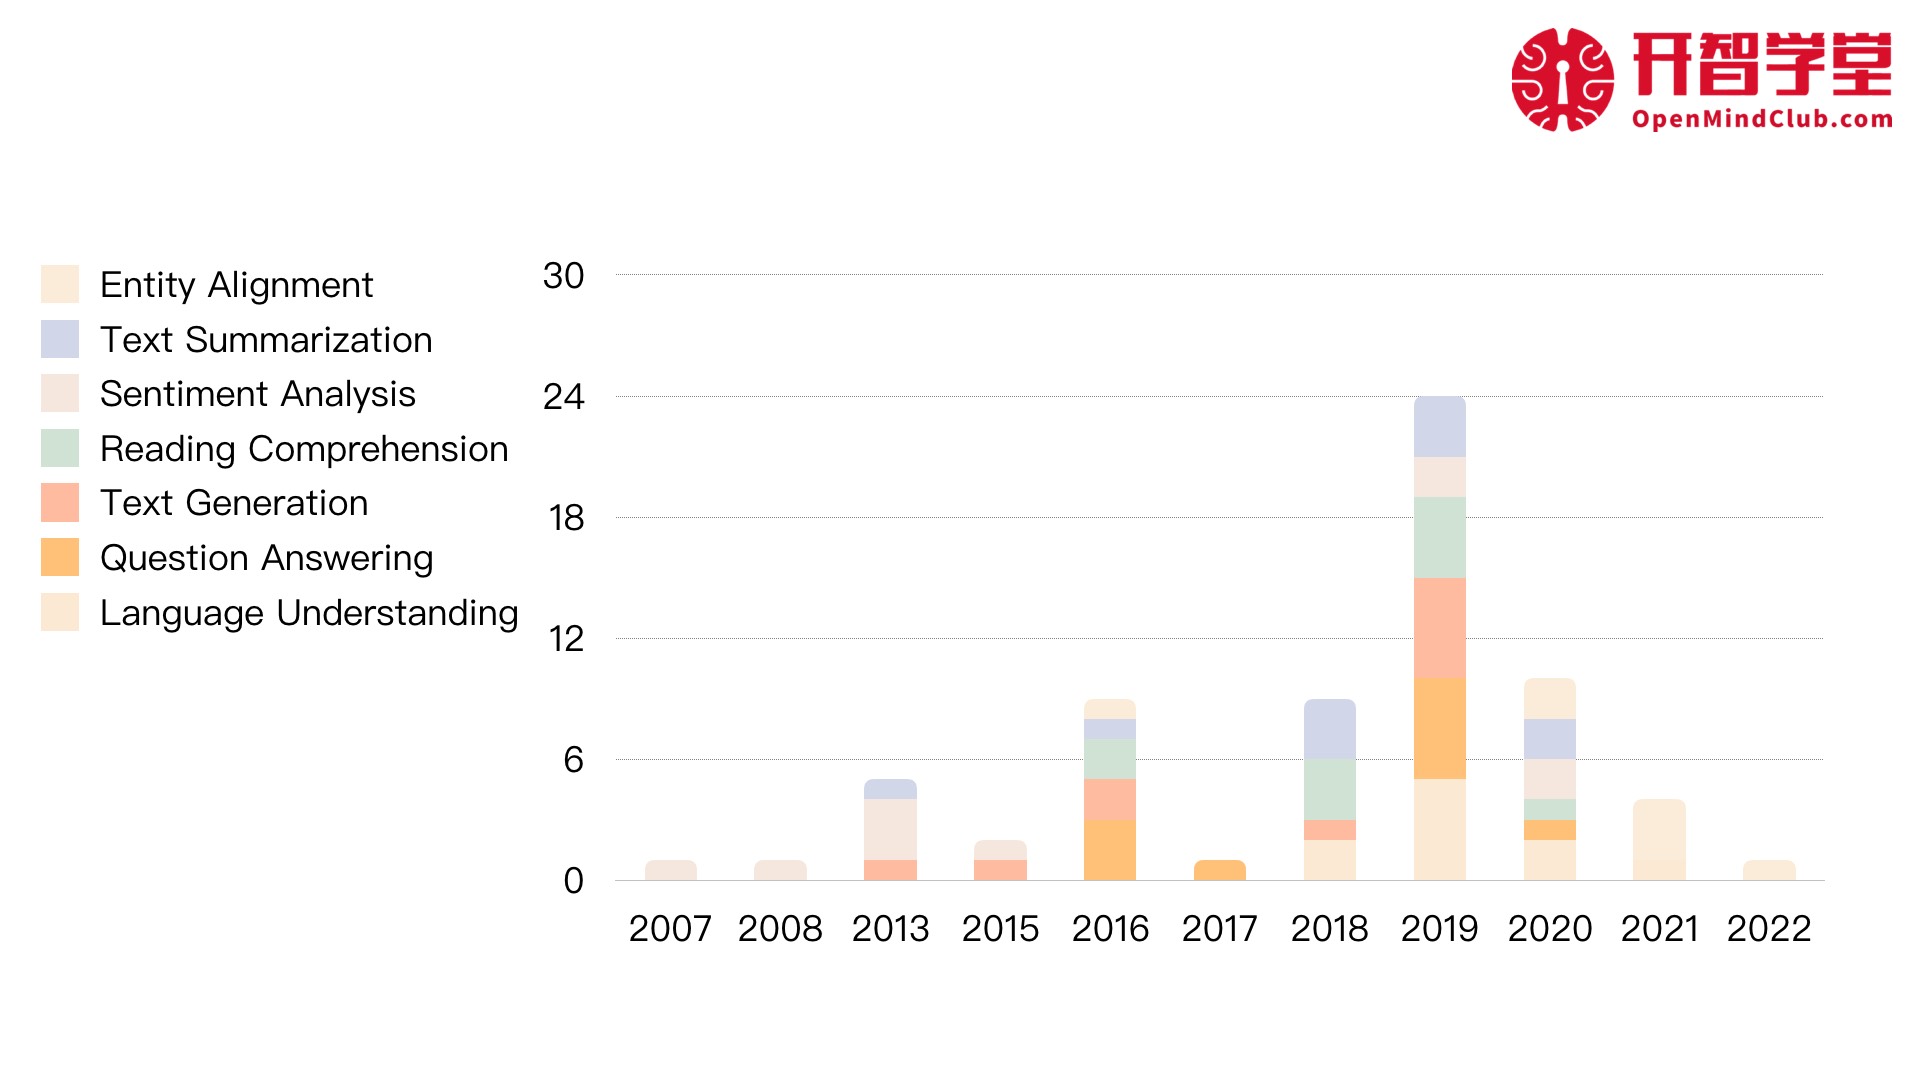 开智学堂
OpenMindClub.com
Entity Alignment
Text Summarization
Sentiment Analysis
Reading Comprehension
Text Generation
Question Answering
Language Understanding
30
24
18
12
6
0
2007 2008 2013 2015 2016 2017 2018 2019 2020 2021 2022